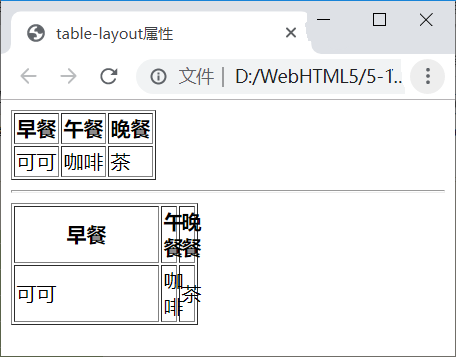 table-layout属性
文件 | D:/WebHTML5/5-1..
早餐 午餐 晚餐
可可 咖啡 茶
早餐 午餐 晚餐
可可 咖啡 茶